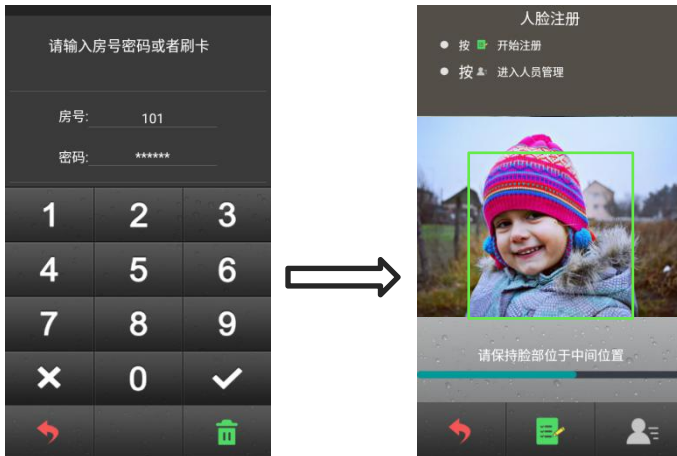 请输入房号密码或者刷卡
房号: 101
密码: ******
1 2 3
4 5 6
7 8 9
0
人脸注册
按 开始注册
按 进入人员管理
请保持脸部位于中间位置